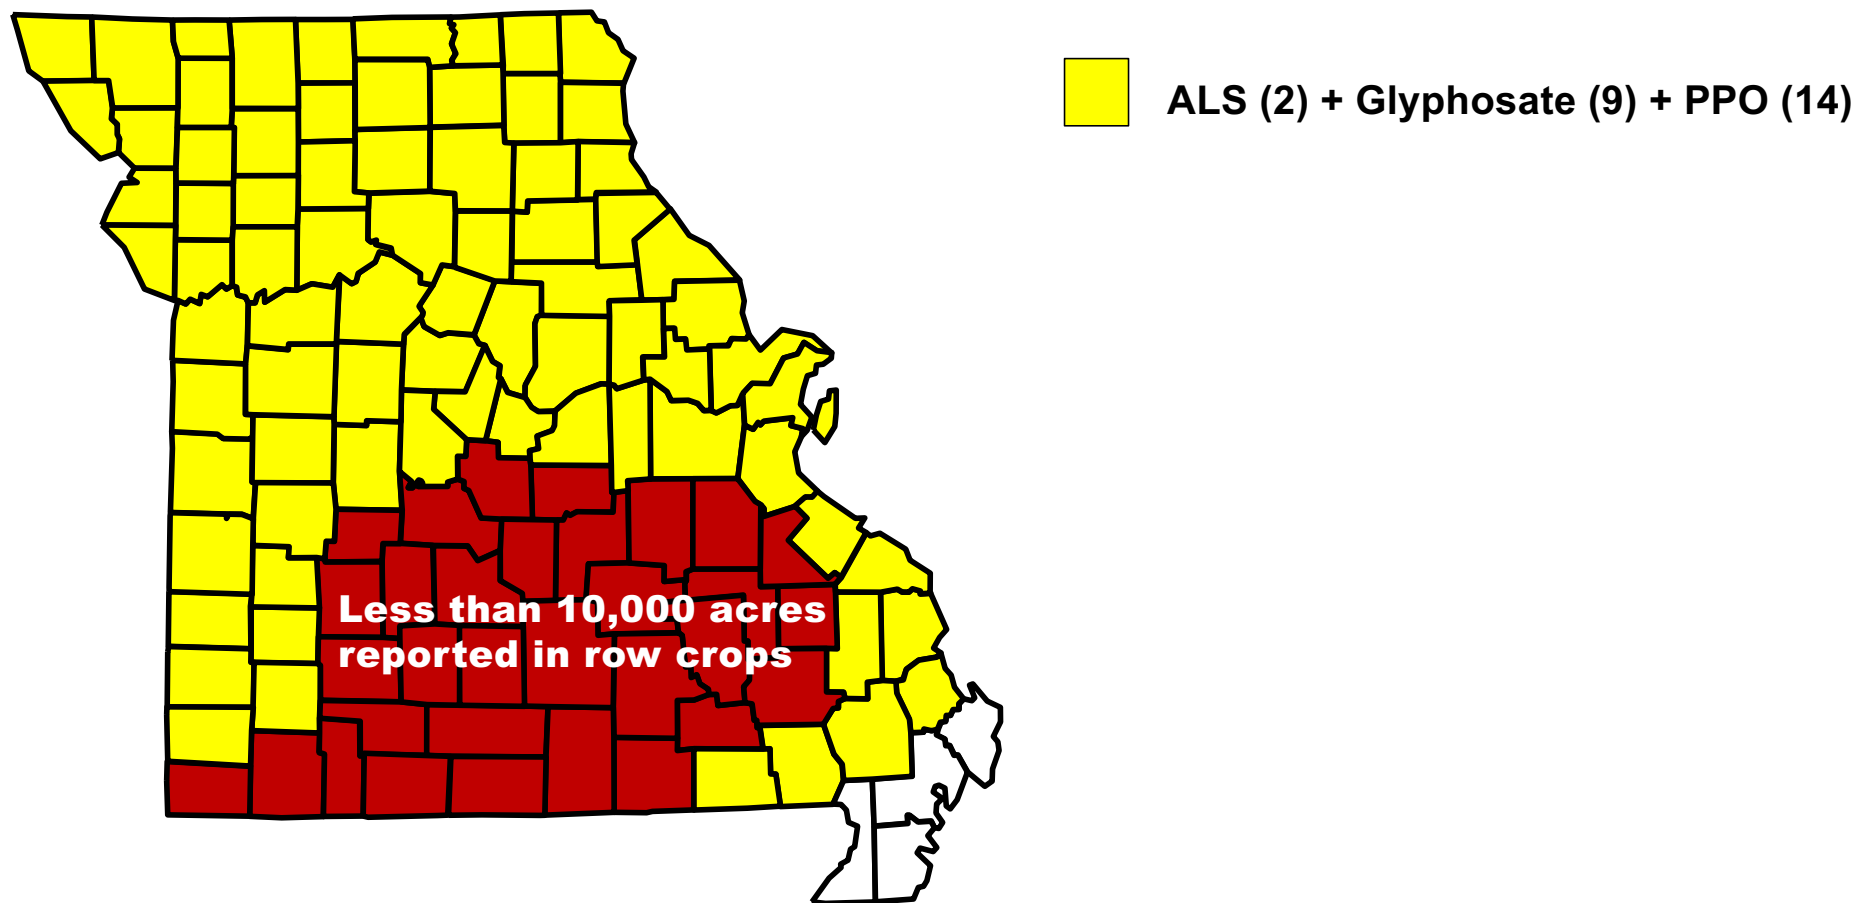 ALS (2) + Glyphosate (9) + PPO (14)
Less than 10,000 acres
reported in row crops